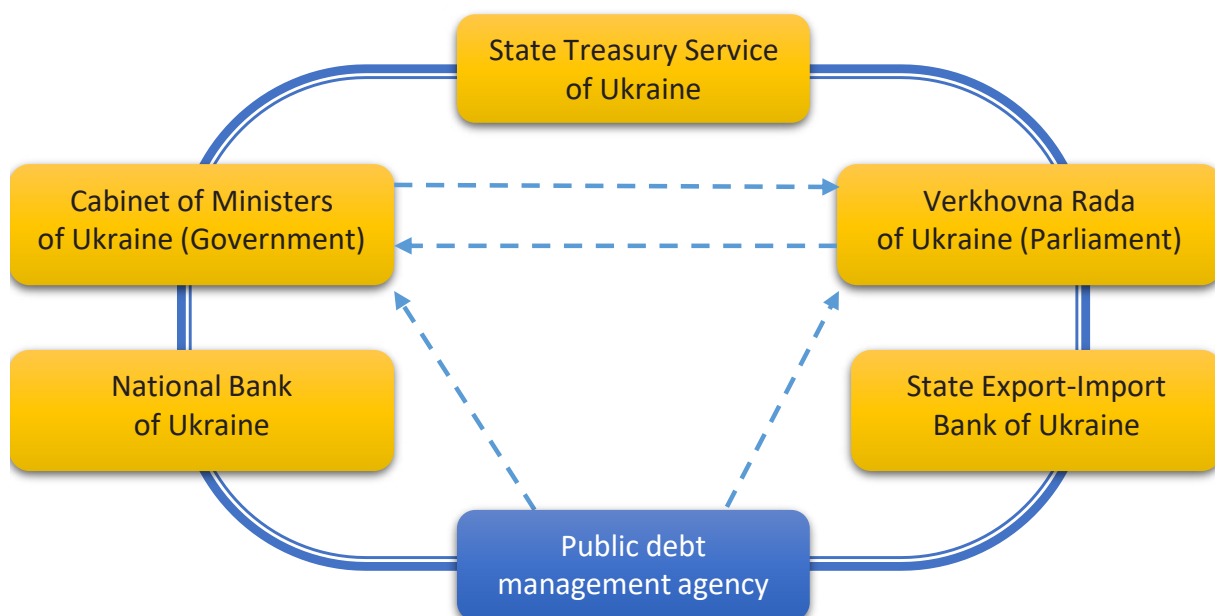 State Treasury Service
of Ukraine
Cabinet of Ministers
of Ukraine (Government)
Verkhovna Rada
of Ukraine (Parliament)
National Bank
of Ukraine
State Export-Import
Bank of Ukraine
Public debt
management agency